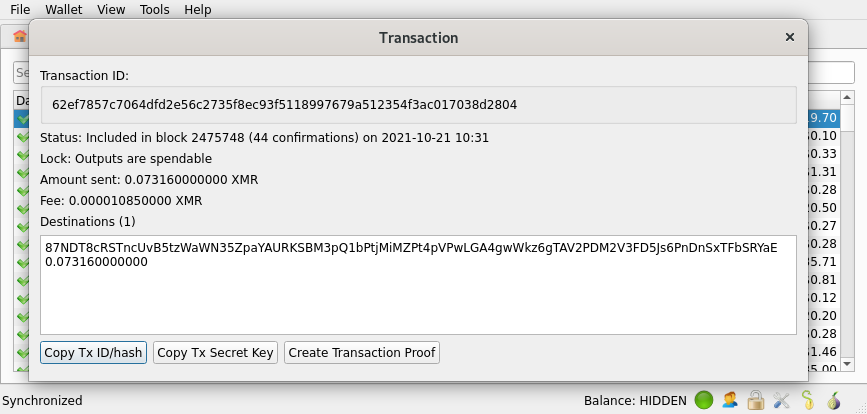 File Wallet View Tools Help
Transaction
Se
Transaction ID:
62ef7857c7064dfd2e56c2735f8ec93f5118997679a512354f3ac017038d2804
Da
Status: Included in block 2475748 (44 confirmations) on 2021-10-21 10:31
Lock: Outputs are spendable
Amount sent: 0.073160000000 XMR
Fee: 0.000010850000 XMR
Destinations (1)
87NDT8cRSTncUvB5tzWaWN35ZpaYAURKSBM3pQ1bPtjMiMZPt4pVPwLGA4gwWkz6gTAV2PDM2V3FD5Js6PnDnSxTFbSRYaE
0.073160000000
Copy Tx ID/hash Copy Tx Secret Key Create Transaction Proof
9.70
0.10
0.33
1.31
0.28
0.50
0.27
0.28
5.71
0.81
0.12
0.20
0.28
1.46
5.00
Synchronized Balance: HIDDEN